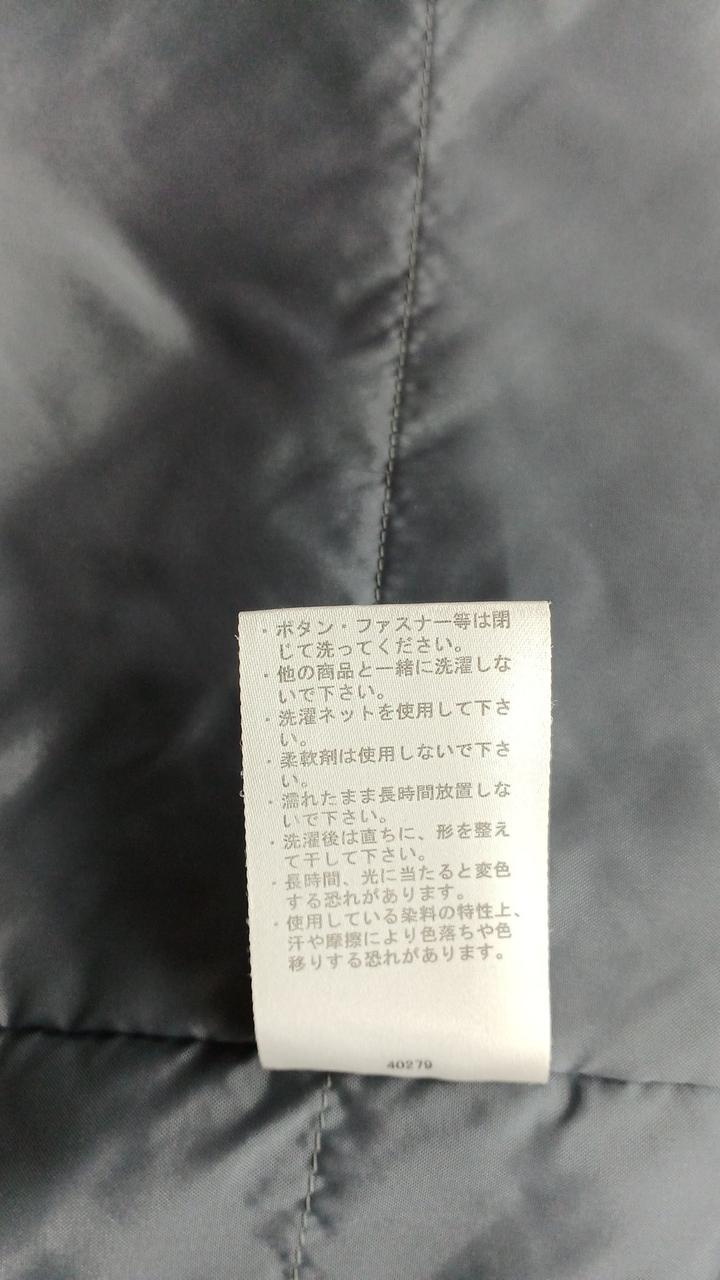 ・ボタン・ファスナー等は閉
じて洗ってください。
・他の商品と一緒に洗濯しな
いで下さい。
・洗濯ネットを使用して下さ
い。
・柔軟剤は使用しないで下さ
い。
・濡れたまま長時間放置しな
いで下さい。
・洗濯後は直ちに、形を整え
て干して下さい。
・長時間、光に当たると変色
する恐れがあります。
・使用している染料の特性上、
汗や摩擦により色落ちや色
移りする恐れがあります。
40279